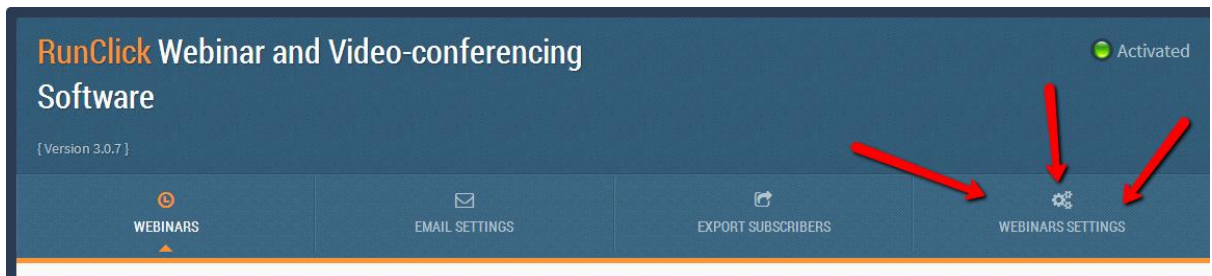 RunClick Webinar and Video-conferencing
Software
Activated
{ Version 3.0.7 }
WEBINARS
EMAIL SETTINGS
EXPORT SUBSCRIBERS
WEBINARS SETTINGS